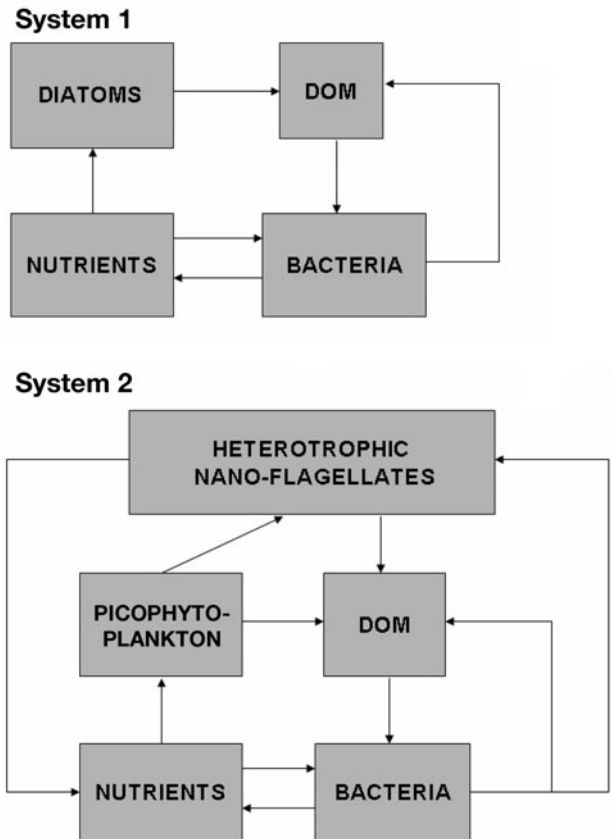 System 1
DIATOMS
DOM
NUTRIENTS
BACTERIA
System 2
HETEROTROPHIC
NANO-FLAGELLATES
PICOPHYTO-
PLANKTON
DOM
NUTRIENTS
BACTERIA